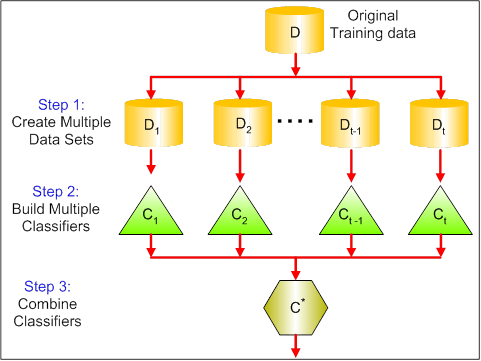 D
Original
Training data
Step 1:
Create Multiple
Data Sets
D1 D2 .... Dt-1 Dt
Step 2:
Build Multiple
Classifiers
C1 C2 Ct-1 Ct
Step 3:
Combine
Classifiers
C*